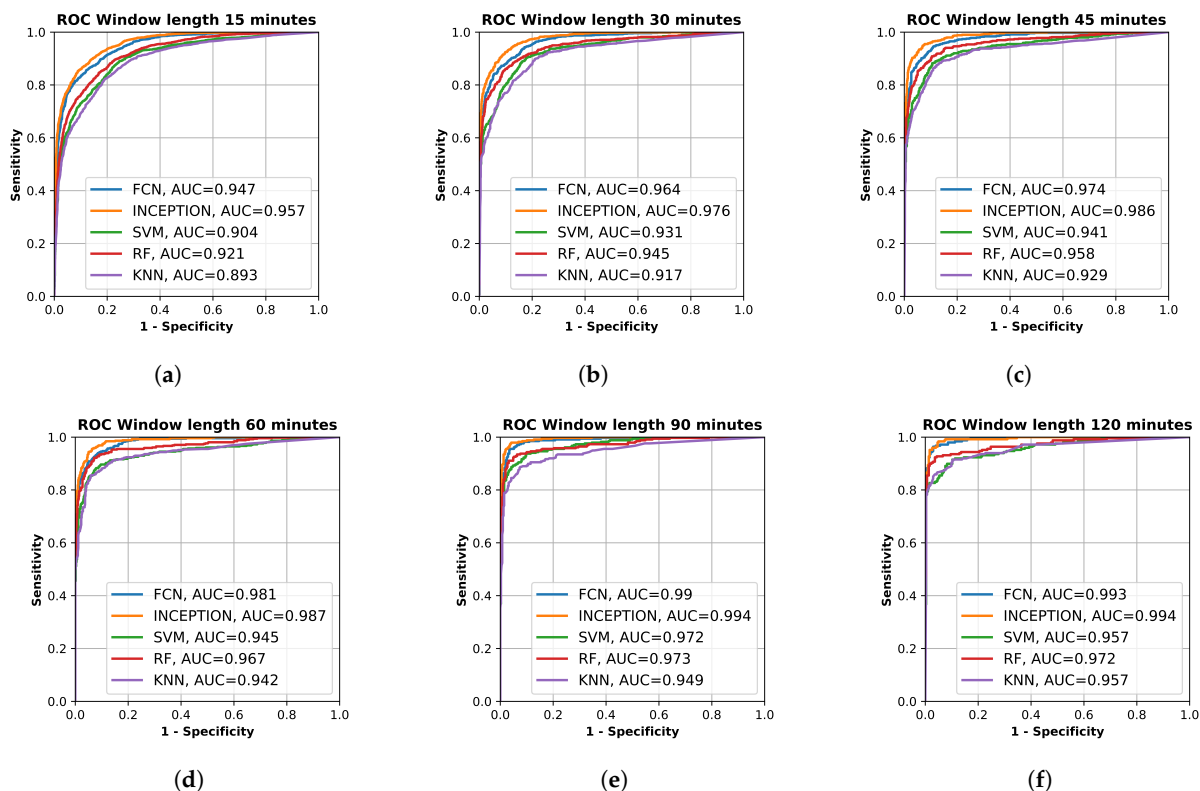 ROC Window length 15 minutes
1.0
0.8
0.6
0.4
0.2
0.0
Sensitivity
FCN, AUC=0.947
INCEPTION, AUC=0.957
SVM, AUC=0.904
RF, AUC=0.921
KNN, AUC=0.893
0.0 0.2 0.4 0.6 0.8 1.0
1 - Specificity
(a)
ROC Window length 30 minutes
1.0
0.8
0.6
0.4
0.2
0.0
Sensitivity
FCN, AUC=0.964
INCEPTION, AUC=0.976
SVM, AUC=0.931
RF, AUC=0.945
KNN, AUC=0.917
0.0 0.2 0.4 0.6 0.8 1.0
1 - Specificity
(b)
ROC Window length 45 minutes
1.0
0.8
0.6
0.4
0.2
0.0
Sensitivity
FCN, AUC=0.974
INCEPTION, AUC=0.986
SVM, AUC=0.941
RF, AUC=0.958
KNN, AUC=0.929
0.0 0.2 0.4 0.6 0.8 1.0
1 - Specificity
(c)
ROC Window length 60 minutes
1.0
0.8
0.6
0.4
0.2
0.0
Sensitivity
FCN, AUC=0.981
INCEPTION, AUC=0.987
SVM, AUC=0.945
RF, AUC=0.967
KNN, AUC=0.942
0.0 0.2 0.4 0.6 0.8 1.0
1 - Specificity
(d)
ROC Window length 90 minutes
1.0
0.8
0.6
0.4
0.2
0.0
Sensitivity
FCN, AUC=0.99
INCEPTION, AUC=0.994
SVM, AUC=0.972
RF, AUC=0.973
KNN, AUC=0.949
0.0 0.2 0.4 0.6 0.8 1.0
1 - Specificity
(e)
ROC Window length 120 minutes
1.0
0.8
0.6
0.4
0.2
0.0
Sensitivity
FCN, AUC=0.993
INCEPTION, AUC=0.994
SVM, AUC=0.957
RF, AUC=0.972
KNN, AUC=0.957
0.0 0.2 0.4 0.6 0.8 1.0
1 - Specificity
(f)